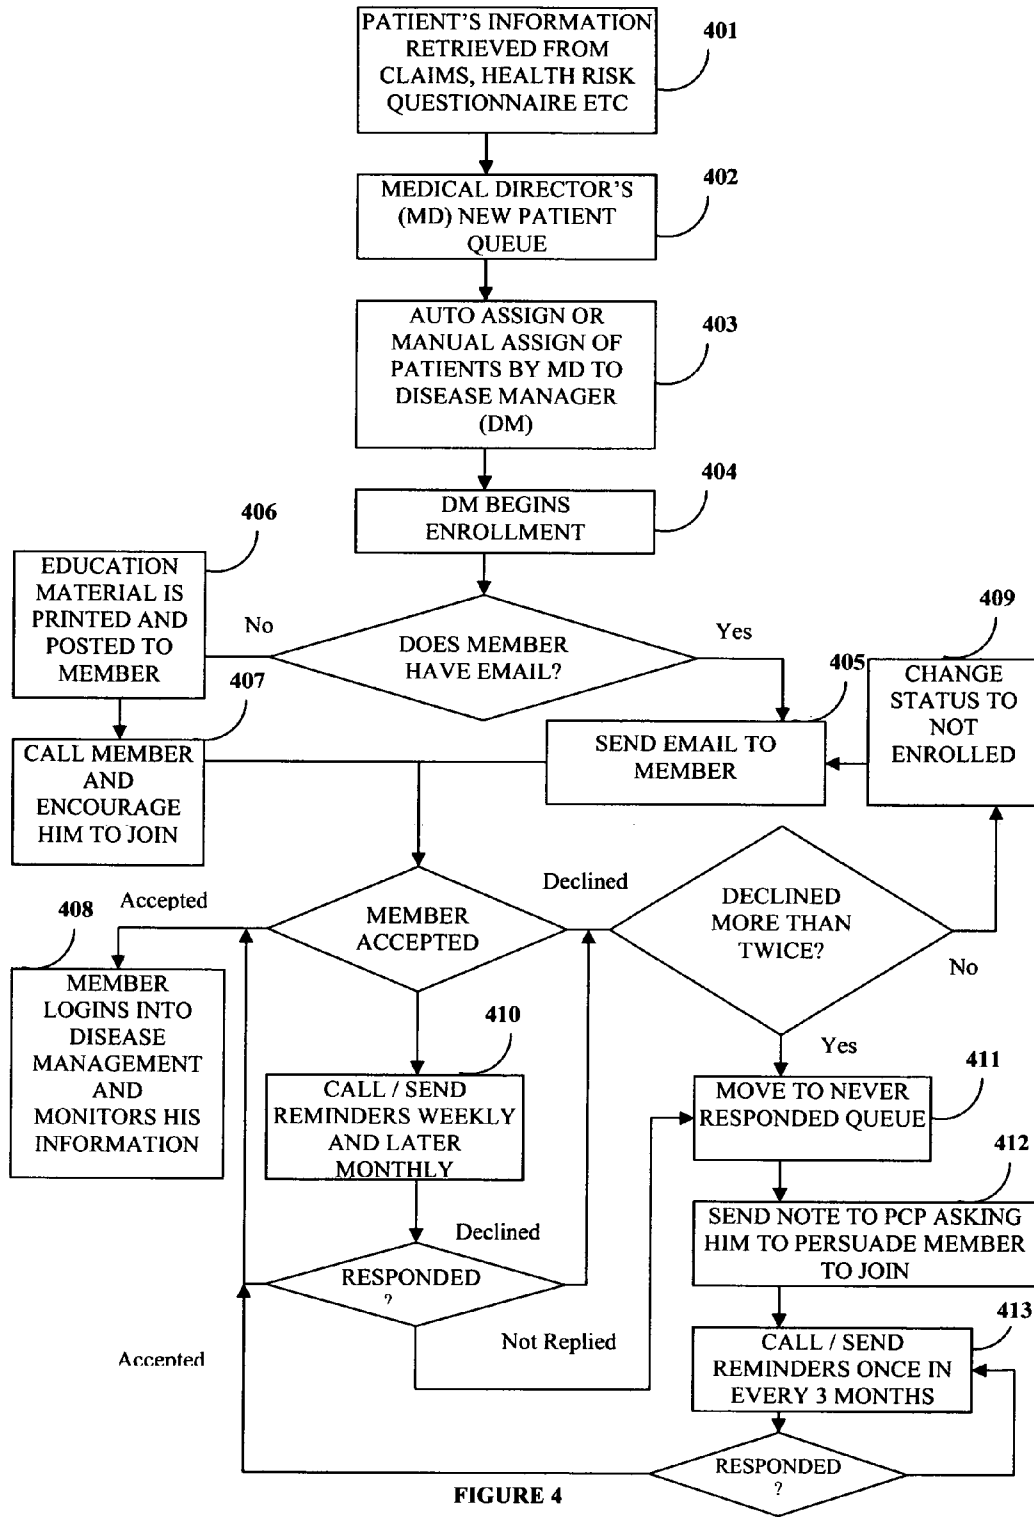 PATIENT'S INFORMATION
RETRIEVED FROM
CLAIMS, HEALTH RISK
QUESTIONNAIRE ETC
401
MEDICAL DIRECTOR'S
(MD) NEW PATIENT
QUEUE
402
AUTO ASSIGN OR
MANUAL ASSIGN OF
PATIENTS BY MD TO
DISEASE MANAGER
(DM)
403
DM BEGINS
ENROLLMENT
404
406
EDUCATION
MATERIAL IS
PRINTED AND
POSTED TO
MEMBER
No
DOES MEMBER
HAVE EMAIL?
Yes
409
CHANGE
STATUS TO
NOT
ENROLLED
407
CALL MEMBER
AND
ENCOURAGE
HIM TO JOIN
405
SEND EMAIL TO
MEMBER
408
Accepted
MEMBER
ACCEPTED
Declined
DECLINED
MORE THAN
TWICE?
No
Yes
MEMBER
LOGINS INTO
DISEASE
MANAGEMENT
AND
MONITORS HIS
INFORMATION
410
CALL / SEND
REMINDERS WEEKLY
AND LATER
MONTHLY
411
MOVE TO NEVER
RESPONDED QUEUE
412
SEND NOTE TO PCP ASKING
HIM TO PERSUADE MEMBER
TO JOIN
Declined
RESPONDED
?
Not Replied
Accepted
413
CALL / SEND
REMINDERS ONCE IN
EVERY 3 MONTHS
RESPONDED
?
FIGURE 4